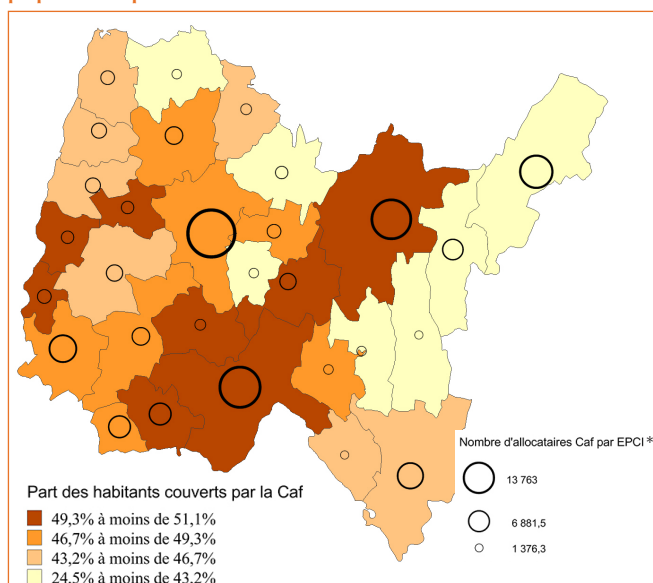 Nombre d'allocataires Caf par EPCI *
13 763
6 881,5
1 376,3
Part des habitants couverts par la Caf
49,3% à moins de 51,1%
46,7% à moins de 49,3%
43,2% à moins de 46,7%
24,5% à moins de 43,2%